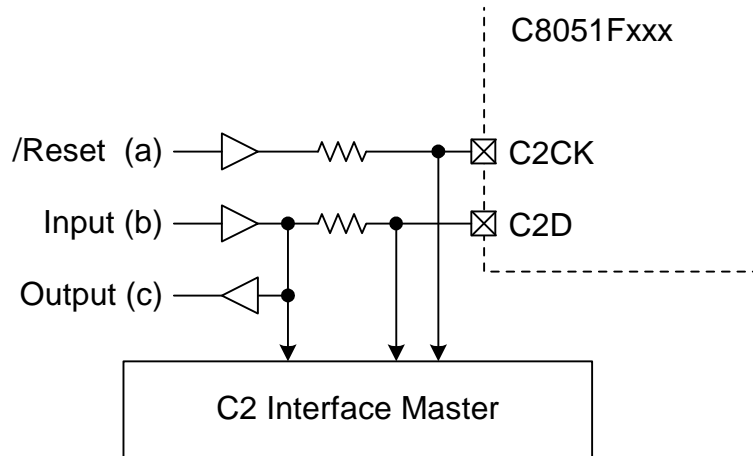 C8051Fxxx
/Reset (a)
C2CK
Input (b)
C2D
Output (c)
C2 Interface Master